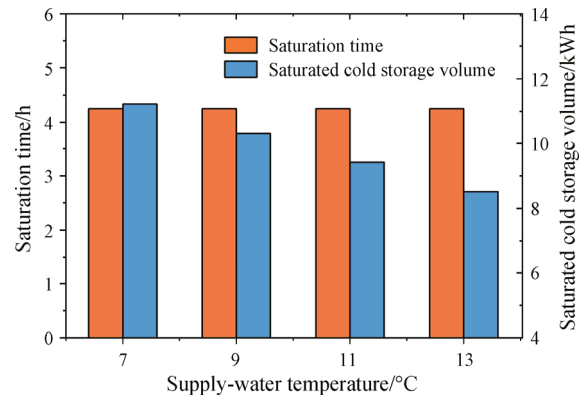 Saturation time
Saturated cold storage volume
Saturation time/h
6
5
4
3
2
1
0
Saturated cold storage volume/kWh
14
12
10
8
6
4
7 9 11 13
Supply-water temperature/°C